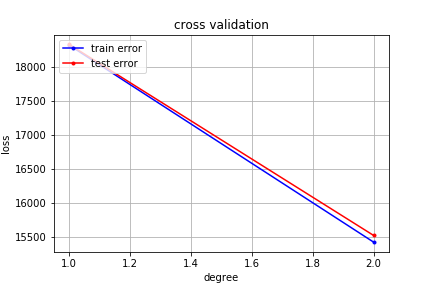 cross validation
train error
test error
18000
17500
17000
16500
16000
15500
loss
1.0 1.2 1.4 1.6 1.8 2.0
degree